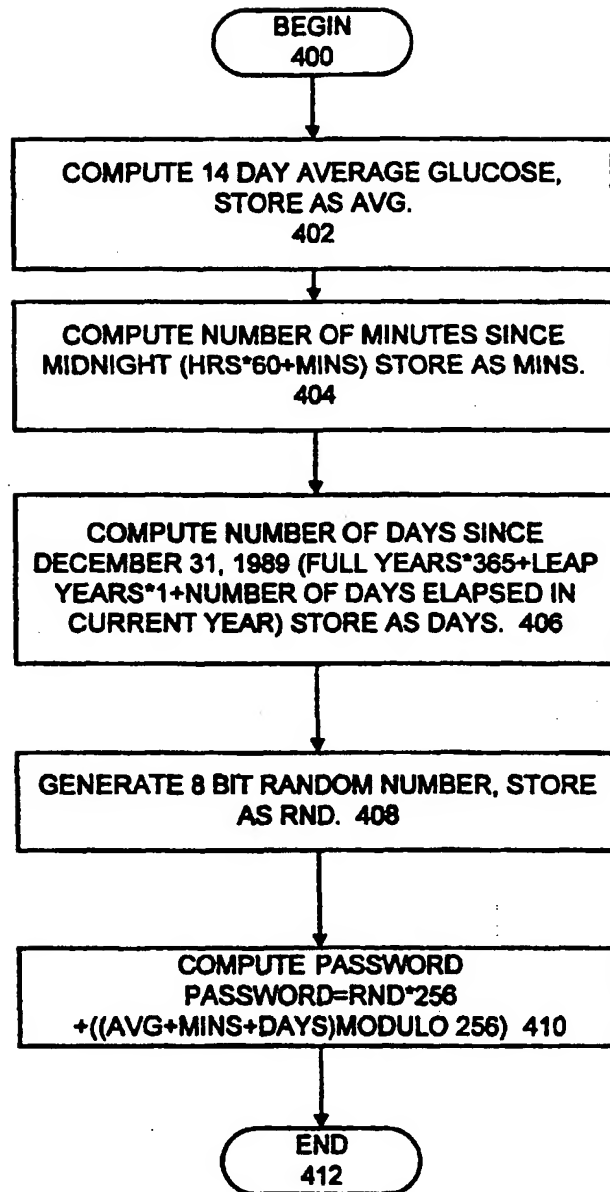 BEGIN
400
COMPUTE 14 DAY AVERAGE GLUCOSE,
STORE AS AVG.
402
COMPUTE NUMBER OF MINUTES SINCE
MIDNIGHT (HRS*60+MINS) STORE AS MINS.
404
COMPUTE NUMBER OF DAYS SINCE
DECEMBER 31, 1989 (FULL YEARS*365+LEAP
YEARS*1+NUMBER OF DAYS ELAPSED IN
CURRENT YEAR) STORE AS DAYS. 406
GENERATE 8 BIT RANDOM NUMBER, STORE
AS RND. 408
COMPUTE PASSWORD
PASSWORD=RND*256
+((AVG+MINS+DAYS)MODULO 256) 410
END
412